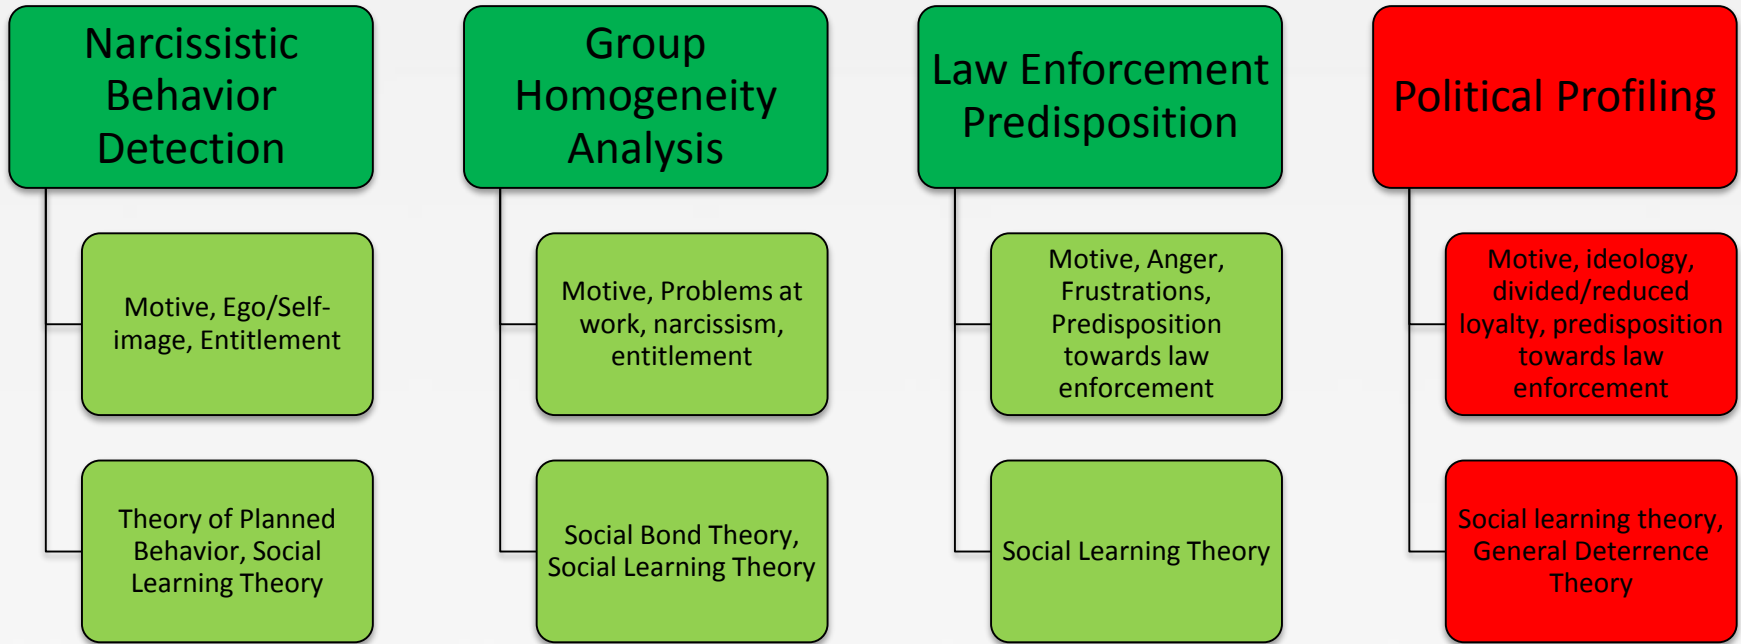 Narcissistic
Behavior
Detection
Motive, Ego/Self-
image, Entitlement
Theory of Planned
Behavior, Social
Learning Theory
Group
Homogeneity
Analysis
Motive, Problems at
work, narcissism,
entitlement
Social Bond Theory,
Social Learning Theory
Law Enforcement
Predisposition
Motive, Anger,
Frustrations,
Predisposition
towards law
enforcement
Social Learning Theory
Political Profiling
Motive, ideology,
divided/reduced
loyalty, predisposition
towards law
enforcement
Social learning theory,
General Deterrence
Theory